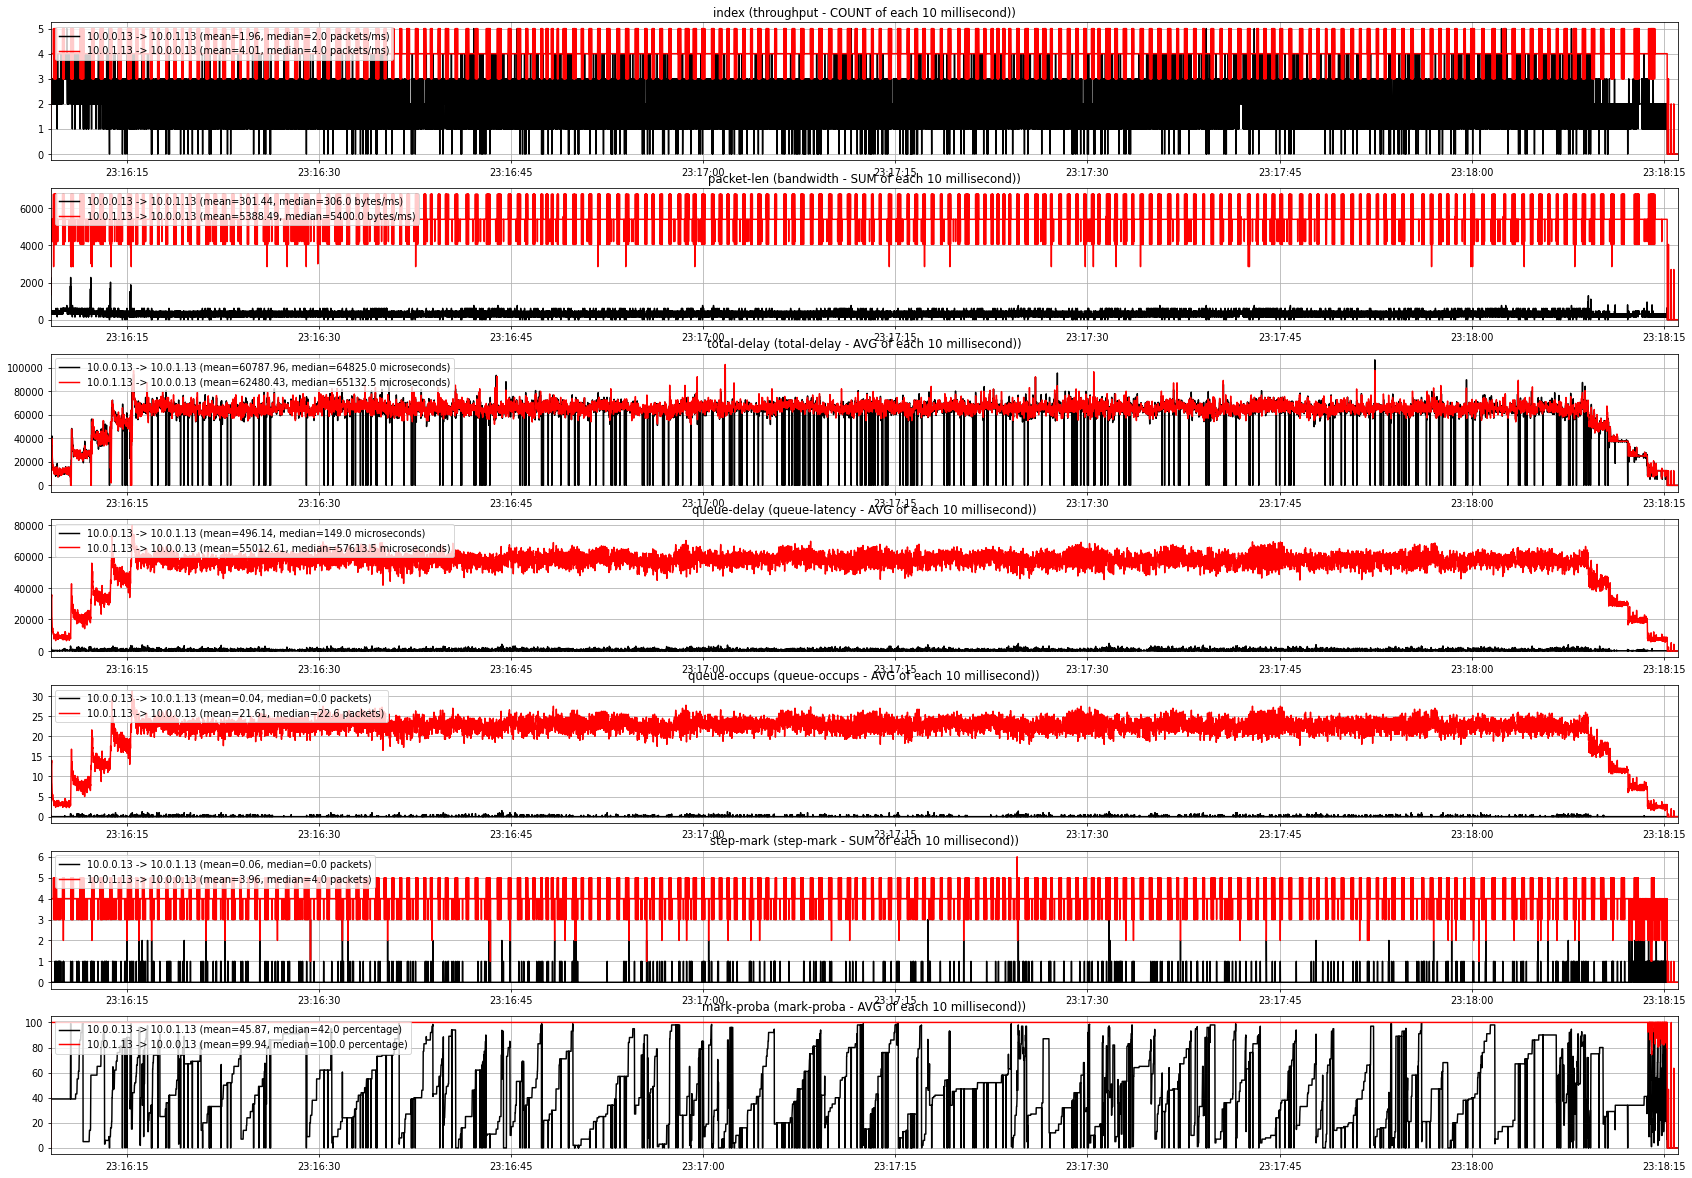 index (throughput - COUNT of each 10 millisecond))
10.0.0.13 -> 10.0.1.13 (mean=1.96, median=2.0 packets/ms)
10.0.1.13 -> 10.0.0.13 (mean=4.01, median=4.0 packets/ms)
5
4
3
2
1
0
23:16:15 23:16:30 23:16:45 23:17:00 23:17:15 23:17:30 23:17:45 23:18:00 23:18:15
packet-len (bandwidth - SUM of each 10 millisecond))
10.0.0.13 -> 10.0.1.13 (mean=301.44, median=306.0 bytes/ms)
10.0.1.13 -> 10.0.0.13 (mean=5388.49, median=5400.0 bytes/ms)
6000
4000
2000
0
23:16:15 23:16:30 23:16:45 23:17:00 23:17:15 23:17:30 23:17:45 23:18:00 23:18:15
total-delay (total-delay - AVG of each 10 millisecond))
10.0.0.13 -> 10.0.1.13 (mean=60787.96, median=64825.0 microseconds)
10.0.1.13 -> 10.0.0.13 (mean=62480.43, median=65132.5 microseconds)
100000
80000
60000
40000
20000
0
23:16:15 23:16:30 23:16:45 23:17:00 23:17:15 23:17:30 23:17:45 23:18:00 23:18:15
queue-delay (queue-latency - AVG of each 10 millisecond))
10.0.0.13 -> 10.0.1.13 (mean=496.14, median=149.0 microseconds)
10.0.1.13 -> 10.0.0.13 (mean=55012.61, median=57613.5 microseconds)
80000
60000
40000
20000
0
23:16:15 23:16:30 23:16:45 23:17:00 23:17:15 23:17:30 23:17:45 23:18:00 23:18:15
queue-occups (queue-occups - AVG of each 10 millisecond))
10.0.0.13 -> 10.0.1.13 (mean=0.04, median=0.0 packets)
10.0.1.13 -> 10.0.0.13 (mean=21.61, median=22.6 packets)
30
25
20
15
10
5
0
23:16:15 23:16:30 23:16:45 23:17:00 23:17:15 23:17:30 23:17:45 23:18:00 23:18:15
step-mark (step-mark - SUM of each 10 millisecond))
10.0.0.13 -> 10.0.1.13 (mean=0.06, median=0.0 packets)
10.0.1.13 -> 10.0.0.13 (mean=3.96, median=4.0 packets)
6
5
4
3
2
1
0
23:16:15 23:16:30 23:16:45 23:17:00 23:17:15 23:17:30 23:17:45 23:18:00 23:18:15
mark-proba (mark-proba - AVG of each 10 millisecond))
10.0.0.13 -> 10.0.1.13 (mean=45.87, median=42.0 percentage)
10.0.1.13 -> 10.0.0.13 (mean=99.94, median=100.0 percentage)
100
80
60
40
20
0
23:16:15 23:16:30 23:16:45 23:17:00 23:17:15 23:17:30 23:17:45 23:18:00 23:18:15